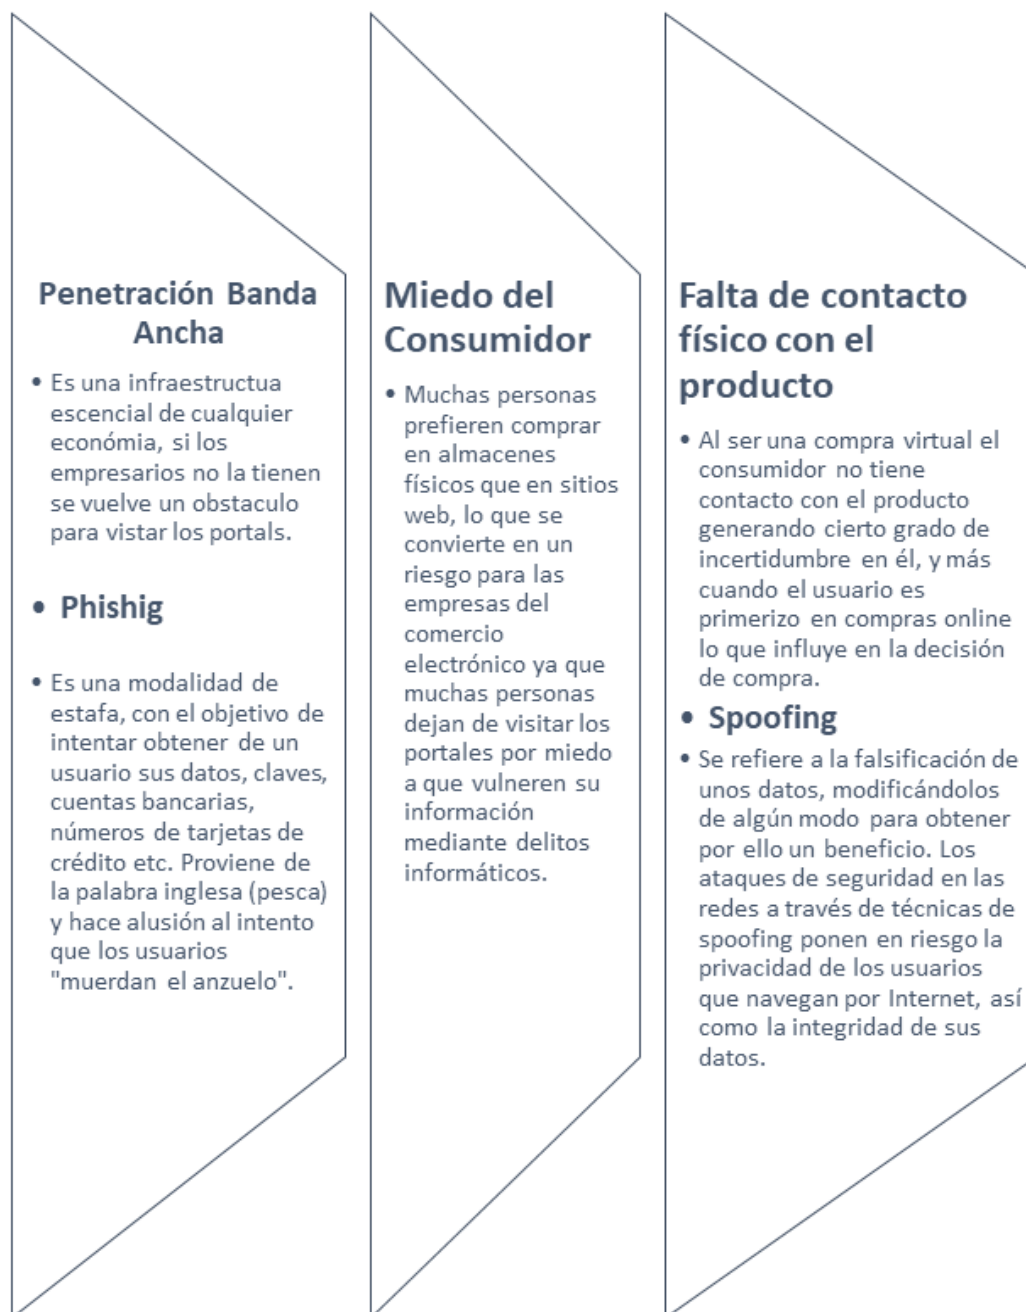 Penetración Banda
Ancha
• Es una infraestructua
escencial de cualquier
económia, si los
empresarios no la tienen
se vuelve un obstaculo
para vistar los portals.
• Phishig
• Es una modalidad de
estafa, con el objetivo de
intentar obtener de un
usuario sus datos, claves,
cuentas bancarias,
números de tarjetas de
crédito etc. Proviene de
la palabra inglesa (pesca)
y hace alusión al intento
que los usuarios
"muerdan el anzuelo".
Miedo del
Consumidor
• Muchas personas
prefieren comprar
en almacenes
físicos que en sitios
web, lo que se
convierte en un
riesgo para las
empresas del
comercio
electrónico ya que
muchas personas
dejan de visitar los
portales por miedo
a que vulneren su
información
mediante delitos
informáticos.
Falta de contacto
físico con el
producto
• Al ser una compra virtual el
consumidor no tiene
contacto con el producto
generando cierto grado de
incertidumbre en él, y más
cuando el usuario es
primerizo en compras online
lo que influye en la decisión
de compra.
• Spoofing
• Se refiere a la falsificación de
unos datos, modificándolos
de algún modo para obtener
por ello un beneficio. Los
ataques de seguridad en las
redes a través de técnicas de
spoofing ponen en riesgo la
privacidad de los usuarios
que navegan por Internet, así
como la integridad de sus
datos.